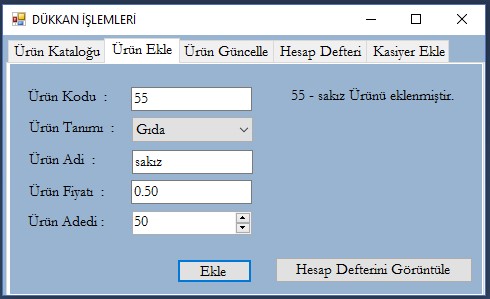 DÜKKAN İŞLEMLERİ
Ürün Kataloğu Ürün Ekle Ürün Güncelle Hesap Defteri Kasiyer Ekle
Ürün Kodu : 55 55 - sakız Ürünü eklenmiştir.
Ürün Tanımı : Gıda
Ürün Adi : sakız
Ürün Fiyatı : 0.50
Ürün Adedi : 50
Ekle Hesap Defterini Görüntüle